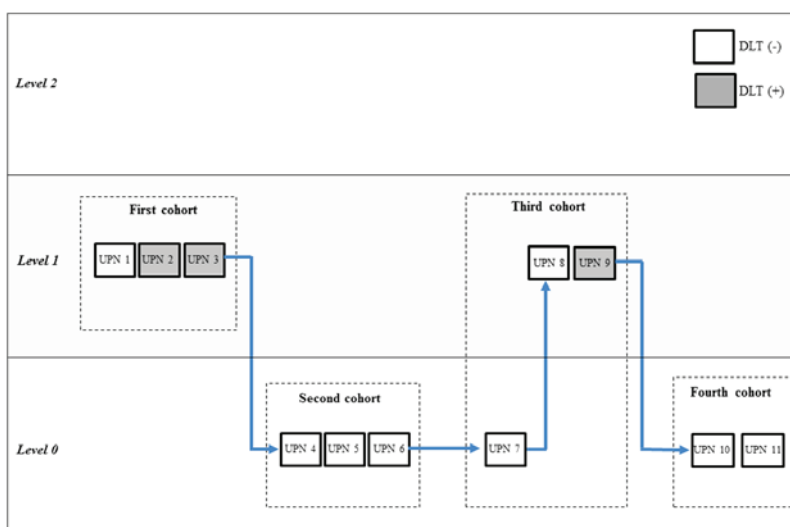 DLT (-)
Level 2
DLT (+)
First cohort
Third cohort
Level 1
UPN 1 UPN 2 UPN 3
UPN 8 UPN 9
Second cohort
Fourth cohort
Level 0
UPN 4 UPN 5 UPN 6
UPN 7
UPN 10 UPN 11